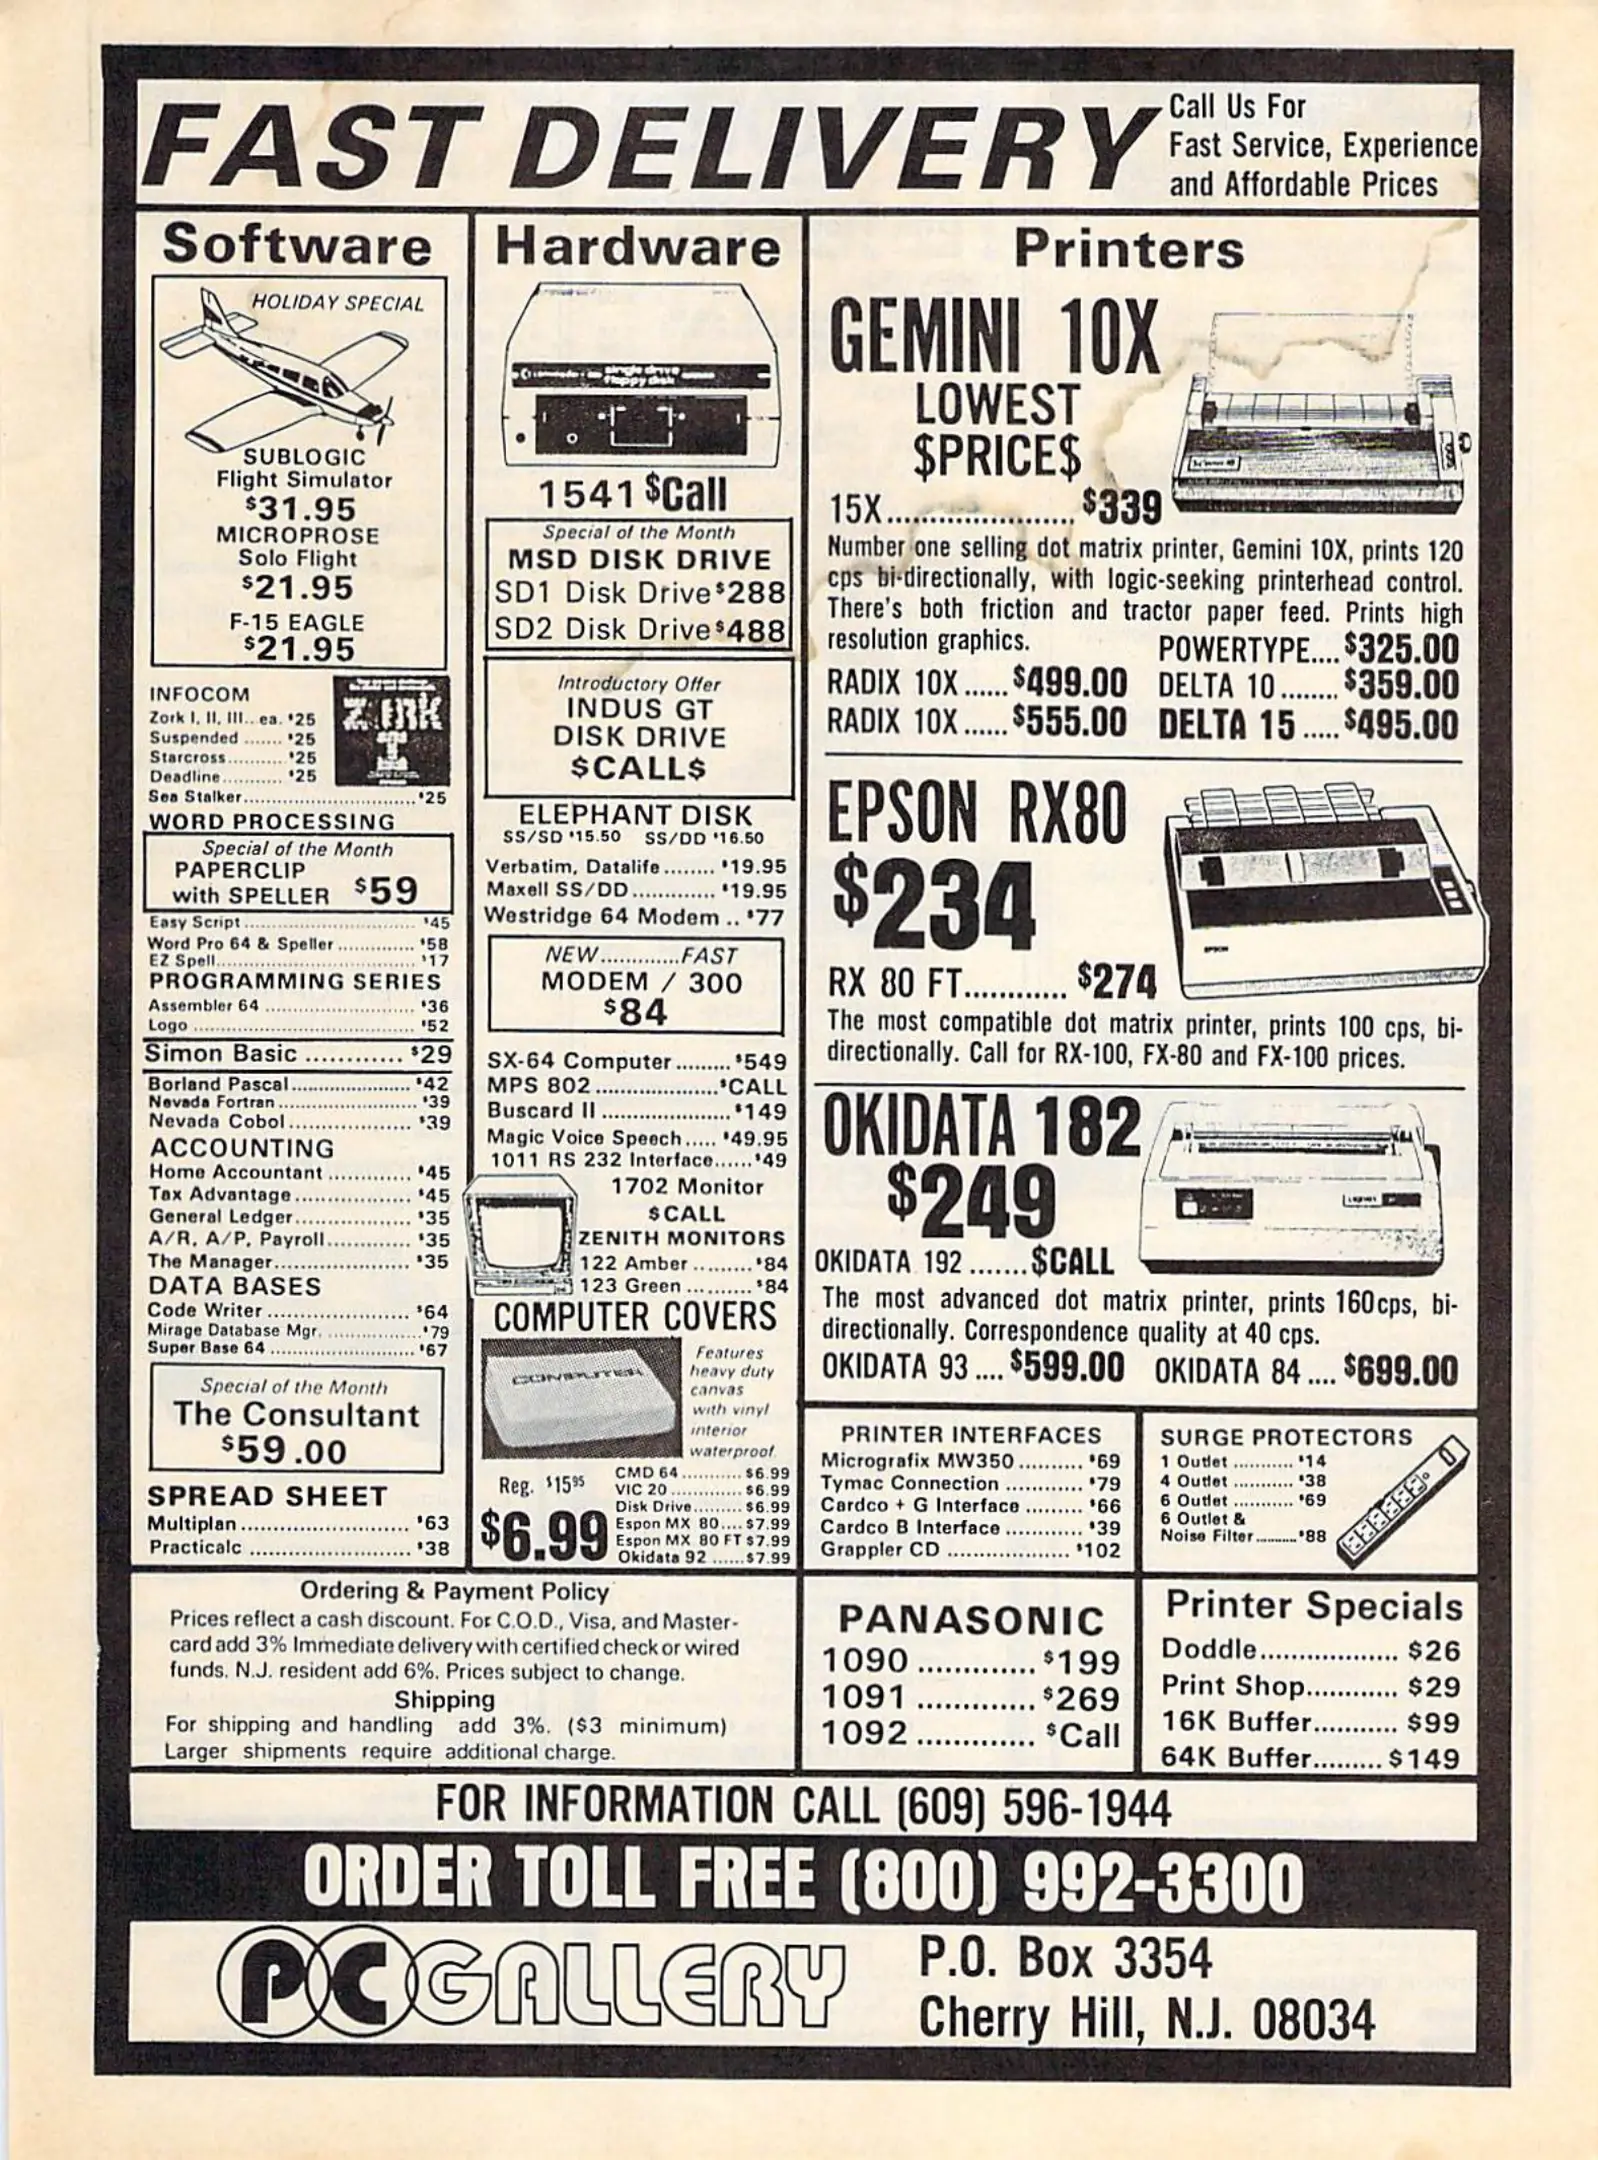 FAST DELIVERY
Call Us For
Fast Service, Experience
and Affordable Prices
Software
HOLIDAY SPECIAL
SUBLOGIC
Flight Simulator
$31.95
MICROPROSE
Solo Flight
$21.95
F-15 EAGLE
$21.95
INFOCOM
Zork I, II, III.. ea. $25
Suspended ....... $25
Starcross.......... $25
Deadline........... $25
Sea Stalker.............................. $25
WORD PROCESSING
Special of the Month
PAPERCLIP
with SPELLER $59
Easy Script .............................. $45
Word Pro 64 & Speller .............. $58
EZ Spell................................... $17
PROGRAMMING SERIES
Assembler 64 .......................... $36
Logo ...................................... $52
Simon Basic ............ $29
Borland Pascal...................... $42
Nevada Fortran ......................... $39
Nevada Cobol................... $39
ACCOUNTING
Home Accountant ............. $45
Tax Advantage.................. $45
General Ledger.................. $35
A/R, A/P, Payroll............. $35
The Manager..................... $35
DATA BASES
Code Writer ...................... $64
Mirage Database Mgr. ................. $79
Super Base 64 .......................... $67
Special of the Month
The Consultant
$59.00
SPREAD SHEET
Multiplan .......................... $63
Practicalc ......................... $38
Hardware
single drive
floppy disk
1541 $Call
Special of the Month
MSD DISK DRIVE
SD1 Disk Drive $288
SD2 Disk Drive $488
Introductory Offer
INDUS GT
DISK DRIVE
$CALL$
ELEPHANT DISK
SS/SD $15.50 SS/DD $16.50
Verbatim, Datalife ........ $19.95
Maxell SS/DD ............. $19.95
Westridge 64 Modem .. $77
NEW.............FAST
MODEM / 300
$84
SX-64 Computer ......... $549
MPS 802 .................... $CALL
Buscard II ..................... $149
Magic Voice Speech ..... $49.95
1011 RS 232 Interface...... $49
1702 Monitor
$CALL
ZENITH MONITORS
122 Amber ......... $84
123 Green .......... $84
COMPUTER COVERS
COMPUTER
Features
heavy duty
canvas
with vinyl
interior
waterproof.
Reg. $15.95
$6.99
CMD 64 ........... $6.99
VIC 20 ............. $6.99
Disk Drive......... $6.99
Espon MX 80.... $7.99
Espon MX 80 FT $7.99
Okidata 92 ...... $7.99
Printers
GEMINI 10X
LOWEST
$PRICE$
15X...................... $339
Number one selling dot matrix printer, Gemini 10X, prints 120
cps bi-directionally, with logic-seeking printerhead control.
There's both friction and tractor paper feed. Prints high
resolution graphics.
POWERTYPE.... $325.00
RADIX 10X ...... $499.00 DELTA 10 ........ $359.00
RADIX 10X ...... $555.00 DELTA 15 ..... $495.00
EPSON RX80
$234
EPSON
RX 80 FT............ $274
The most compatible dot matrix printer, prints 100 cps, bi-
directionally. Call for RX-100, FX-80 and FX-100 prices.
OKIDATA 182
$249
OKIDATA 192 ....... $CALL
The most advanced dot matrix printer, prints 160cps, bi-
directionally. Correspondence quality at 40 cps.
OKIDATA 93 .... $599.00 OKIDATA 84 .... $699.00
PRINTER INTERFACES
Micrografix MW350 .......... $69
Tymac Connection ............ $79
Cardco + G Interface ......... $66
Cardco B Interface ............ $39
Grappler CD ................... $102
SURGE PROTECTORS
1 Outlet ........... $14
4 Outlet ........... $38
6 Outlet ........... $69
6 Outlet &
Noise Filter ......... $88
Ordering & Payment Policy
Prices reflect a cash discount. For C.O.D., Visa, and Master-
card add 3% Immediate delivery with certified check or wired
funds. N.J. resident add 6%. Prices subject to change.
Shipping
For shipping and handling add 3%. ($3 minimum)
Larger shipments require additional charge.
PANASONIC
1090 ............. $199
1091 ............. $269
1092 ............. $Call
Printer Specials
Doddle.................. $26
Print Shop............ $29
16K Buffer........... $99
64K Buffer......... $149
FOR INFORMATION CALL (609) 596-1944
ORDER TOLL FREE (800) 992-3300
PC GALLERY
P.O. Box 3354
Cherry Hill, N.J. 08034